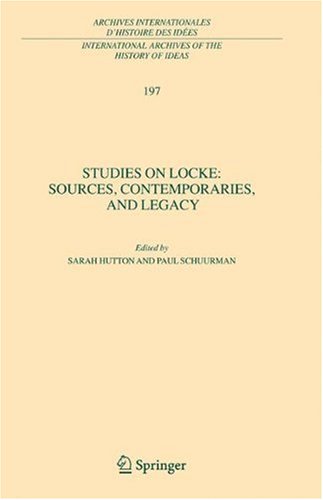 ARCHIVES INTERNATIONALES
D'HISTOIRE DES IDÉES
INTERNATIONAL ARCHIVES OF THE
HISTORY OF IDEAS
197
STUDIES ON LOCKE:
SOURCES, CONTEMPORARIES,
AND LEGACY
Edited by
SARAH HUTTON AND PAUL SCHUURMAN
Springer